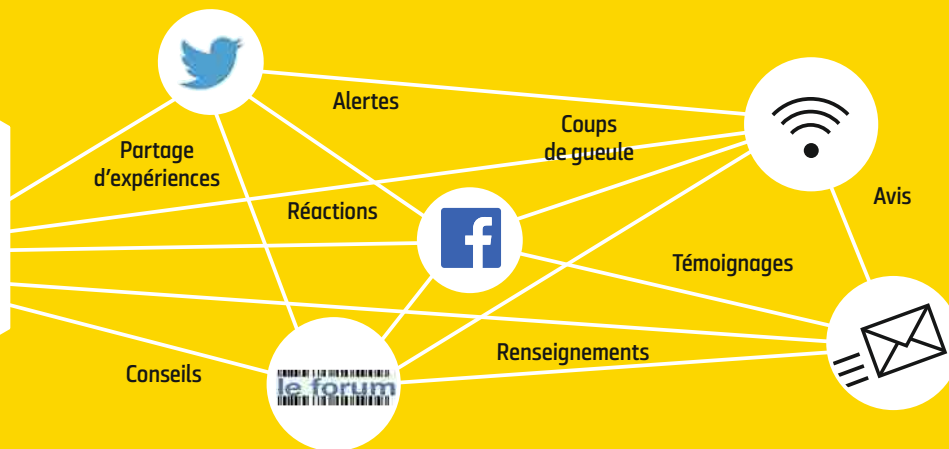 Alertes
Coups
de gueule
Partage
d'expériences
Avis
Réactions
f
Témoignages
Renseignements
Conseils
le forum